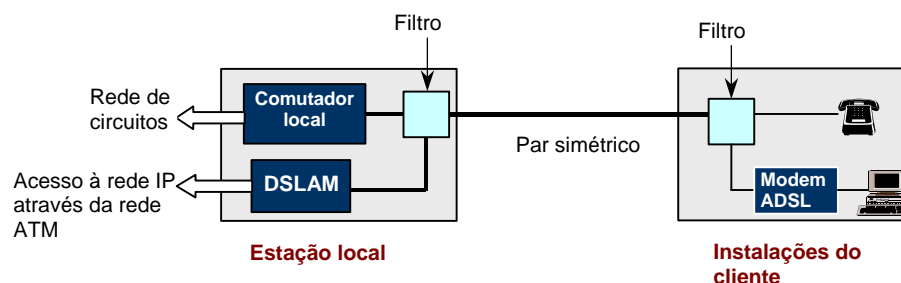 Filtro
Filtro
Rede de
circuitos
Comutador
local
Par simétrico
Acesso à rede IP
através da rede
ATM
DSLAM
Modem
ADSL
Estação local
Instalações do
cliente